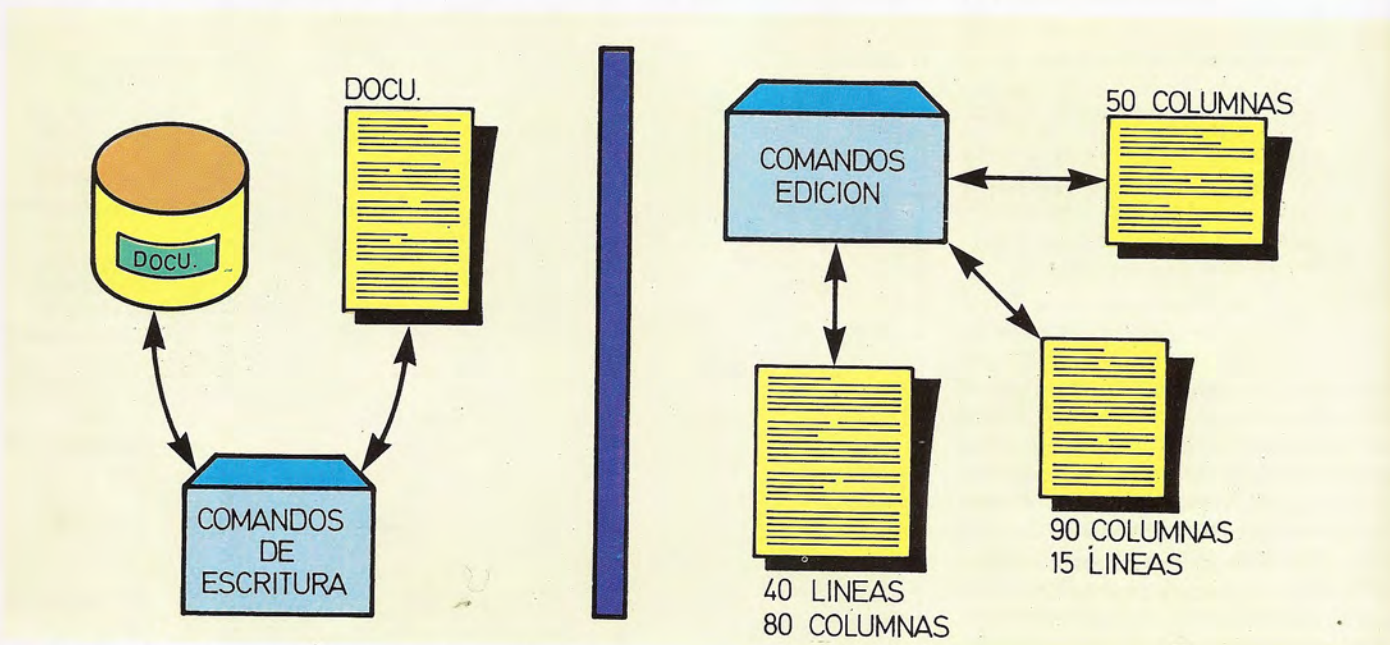 DOCU.
DOCU.
COMANDOS
DE
ESCRITURA
COMANDOS
EDICION
50 COLUMNAS
40 LINEAS
80 COLUMNAS
90 COLUMNAS
15 LINEAS